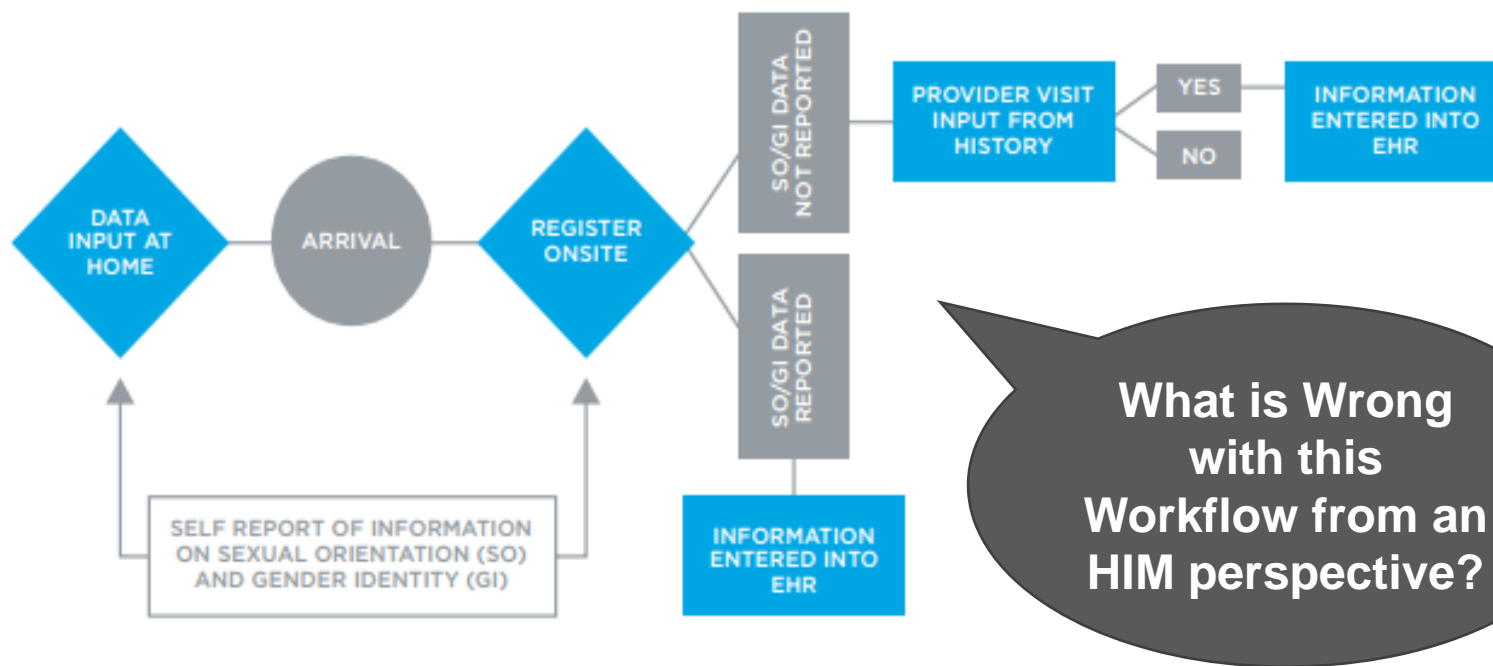 DATA
INPUT AT
HOME
ARRIVAL
REGISTER
ONSITE
SO/GI DATA
NOT REPORTED
PROVIDER VISIT
INPUT FROM
HISTORY
YES
NO
INFORMATION
ENTERED INTO
EHR
SO/GI DATA
REPORTED
INFORMATION
ENTERED INTO
EHR
SELF REPORT OF INFORMATION
ON SEXUAL ORIENTATION (SO)
AND GENDER IDENTITY (GI)
What is Wrong
with this
Workflow from an
HIM perspective?